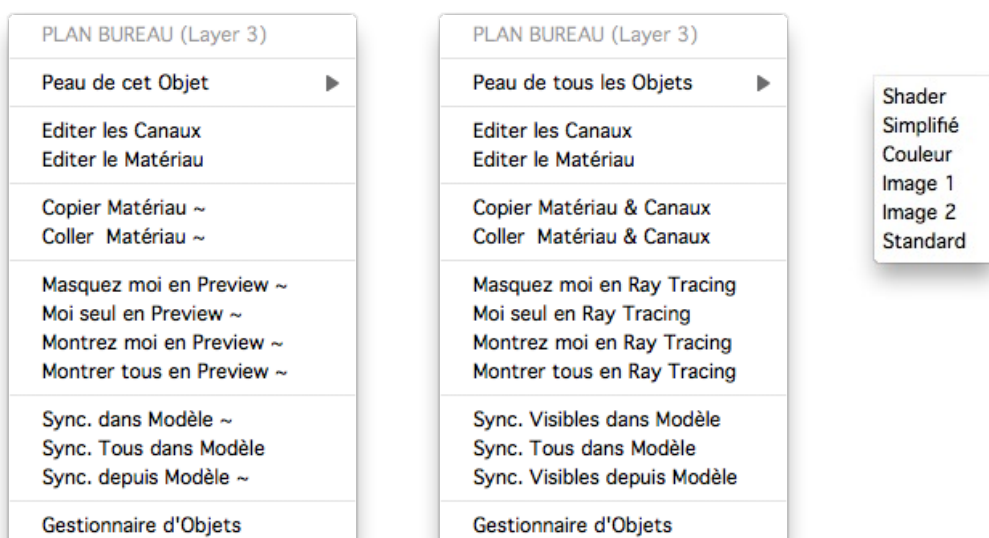 PLAN BUREAU (Layer 3)
Peau de cet Objet
Editer les Canaux
Editer le Matériau
Copier Matériau ~
Coller  Matériau ~
Masquez moi en Preview ~
Moi seul en Preview ~
Montrez moi en Preview ~
Montrer tous en Preview ~
Sync. dans Modèle ~
Sync. Tous dans Modèle
Sync. depuis Modèle ~
Gestionnaire d'Objets
PLAN BUREAU (Layer 3)
Peau de tous les Objets
Editer les Canaux
Editer le Matériau
Copier Matériau & Canaux
Coller  Matériau & Canaux
Masquez moi en Ray Tracing
Moi seul en Ray Tracing
Montrez moi en Ray Tracing
Montrer tous en Ray Tracing
Sync. Visibles dans Modèle
Sync. Tous dans Modèle
Sync. Visibles depuis Modèle
Gestionnaire d'Objets
Shader
Simplifié
Couleur
Image 1
Image 2
Standard